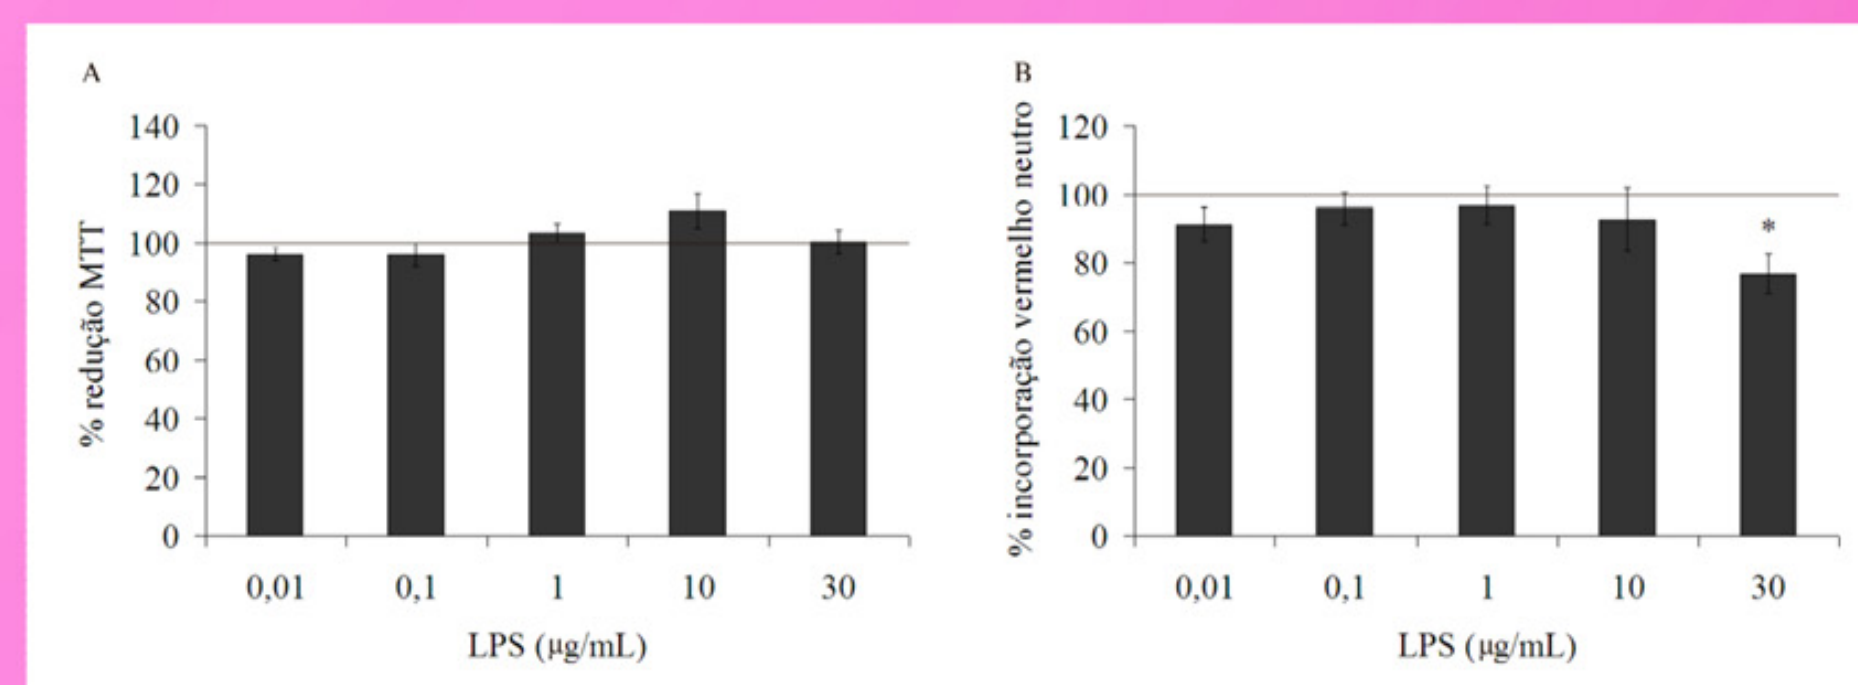 A
% redução MTT
140
120
100
80
60
40
20
0
0,01 0,1 1 10 30
LPS (μg/mL)
B
% incorporação vermelho neutro
120
100
80
60
40
20
0
*
0,01 0,1 1 10 30
LPS (μg/mL)